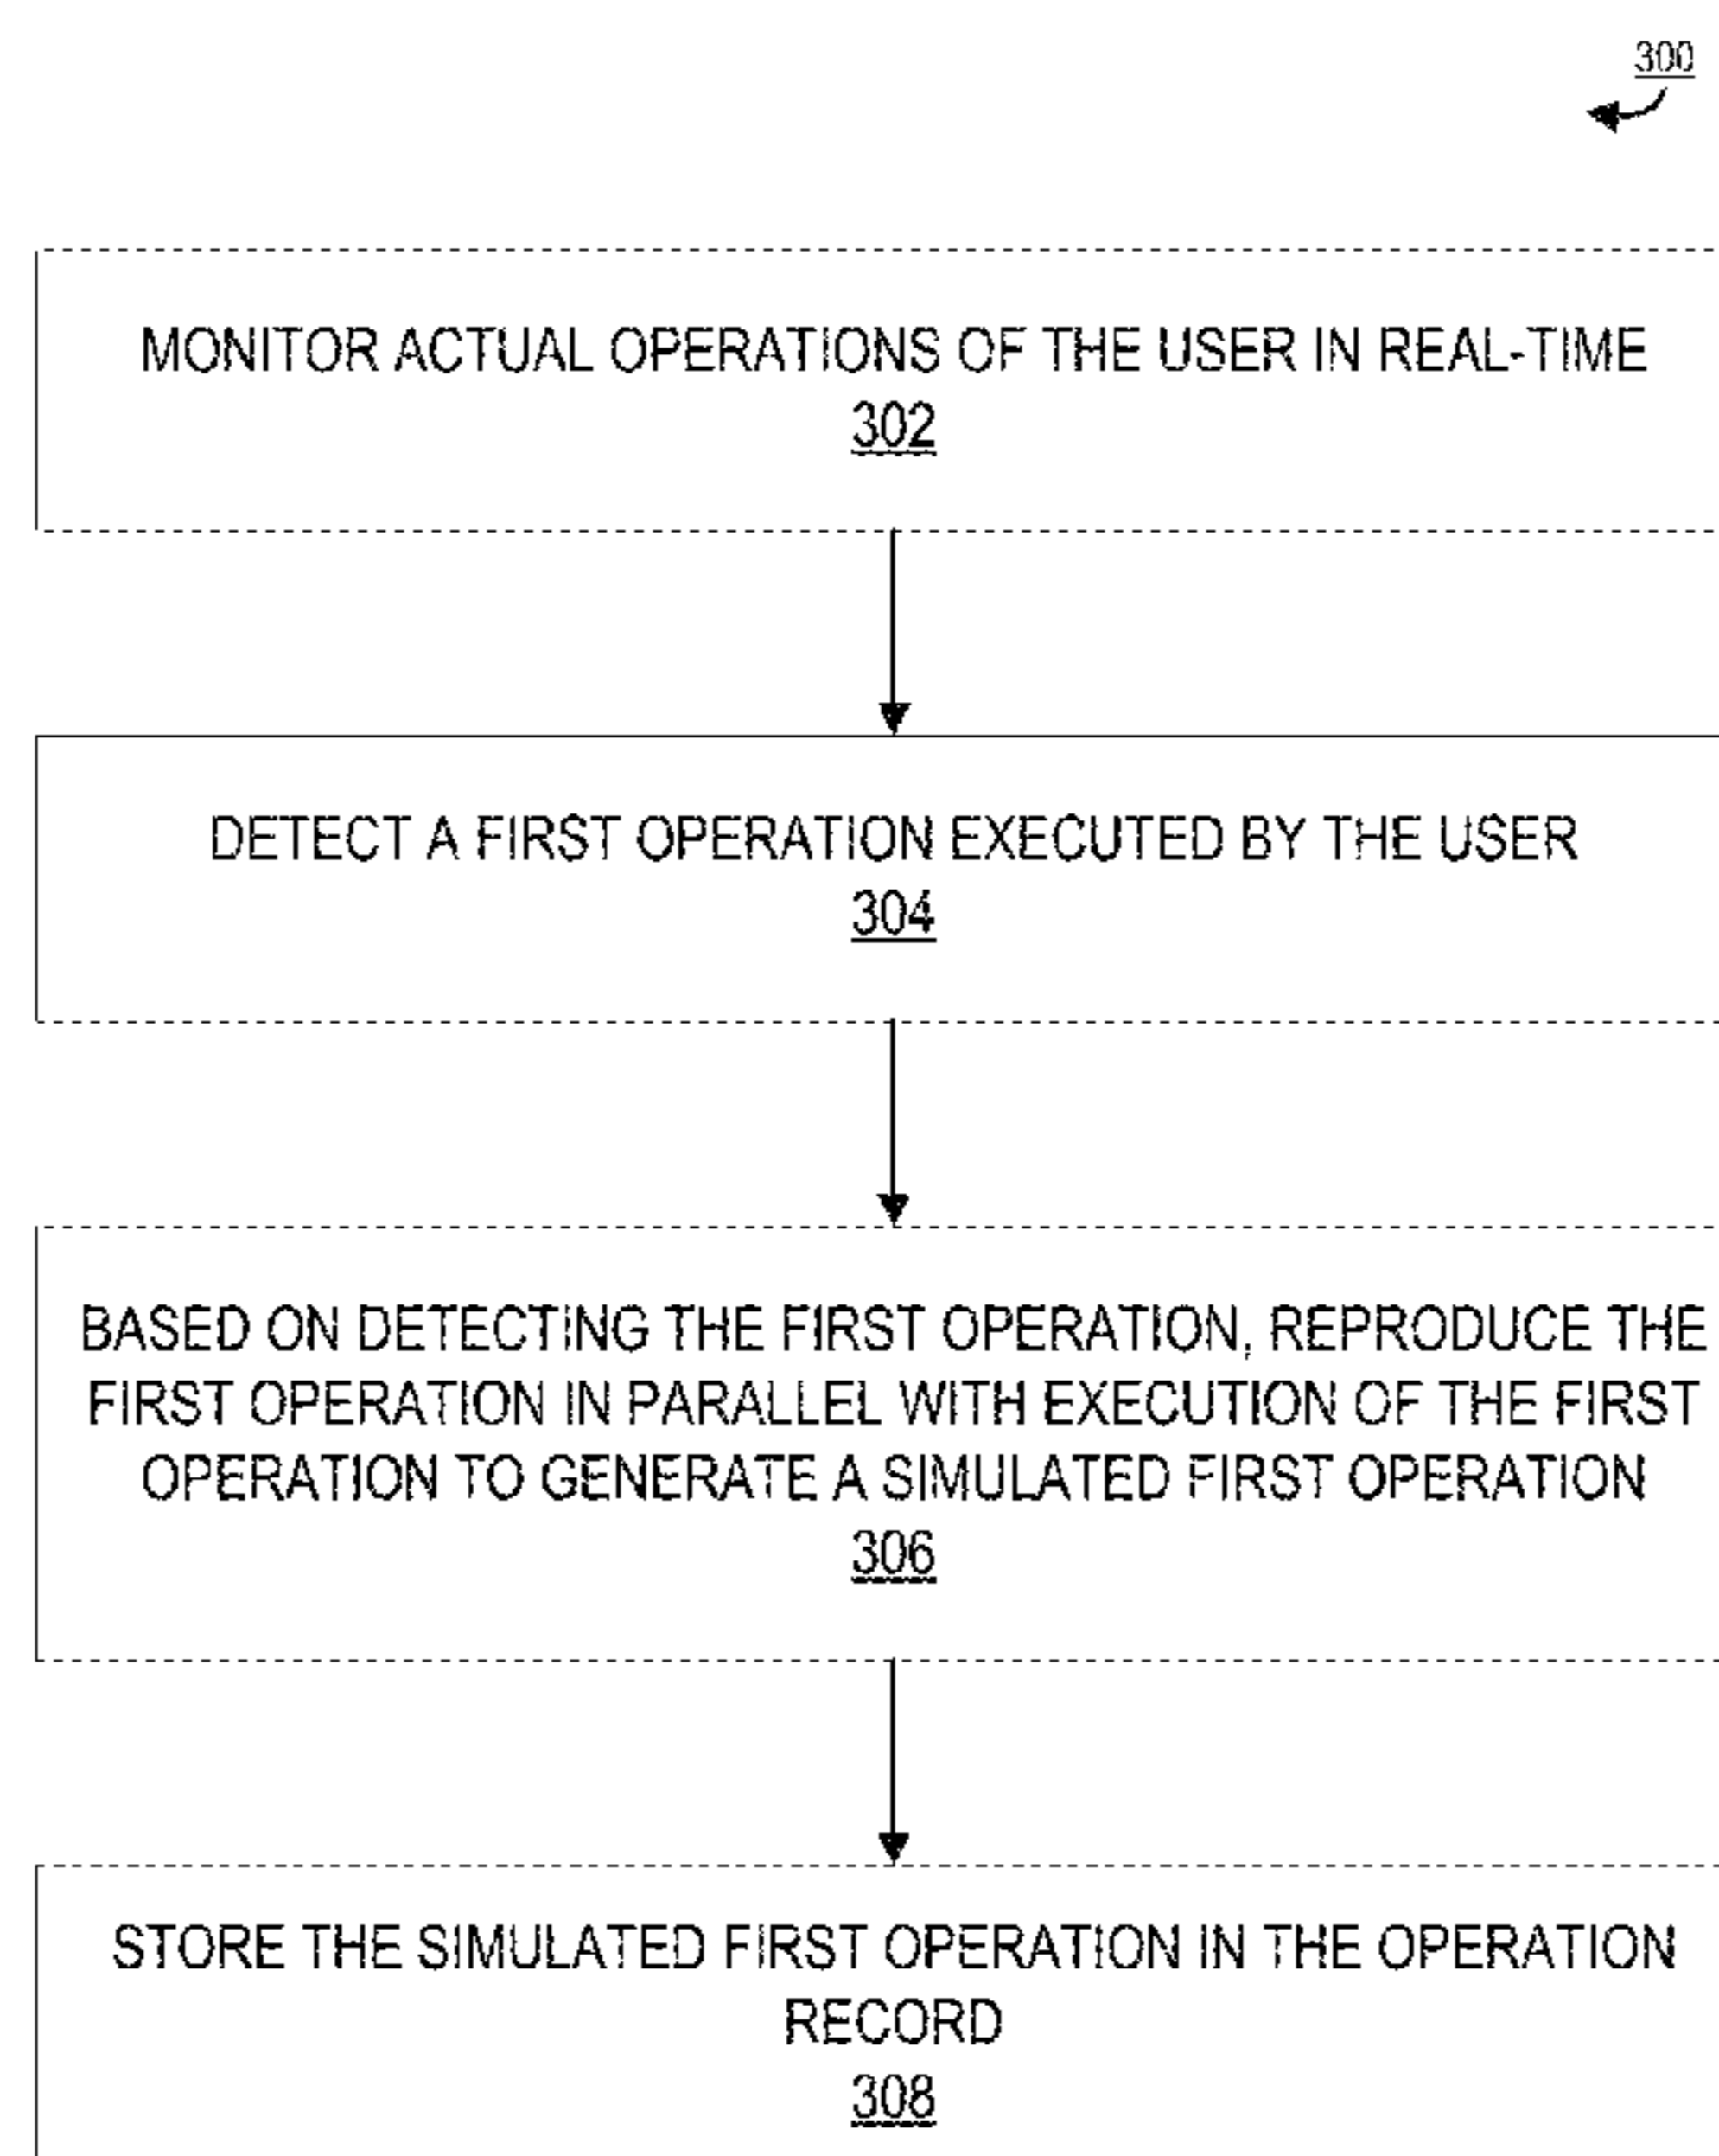 300
MONITOR ACTUAL OPERATIONS OF THE USER IN REAL-TIME
302
DETECT A FIRST OPERATION EXECUTED BY THE USER
304
BASED ON DETECTING THE FIRST OPERATION, REPRODUCE THE
FIRST OPERATION IN PARALLEL WITH EXECUTION OF THE FIRST
OPERATION TO GENERATE A SIMULATED FIRST OPERATION
306
STORE THE SIMULATED FIRST OPERATION IN THE OPERATION
RECORD
308